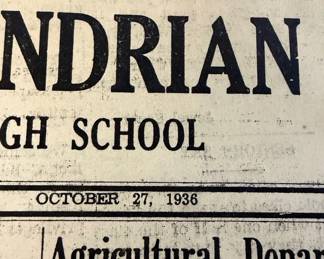 NDRIAN
GH SCHOOL
OCTOBER 27, 1936
Agricultural Depar